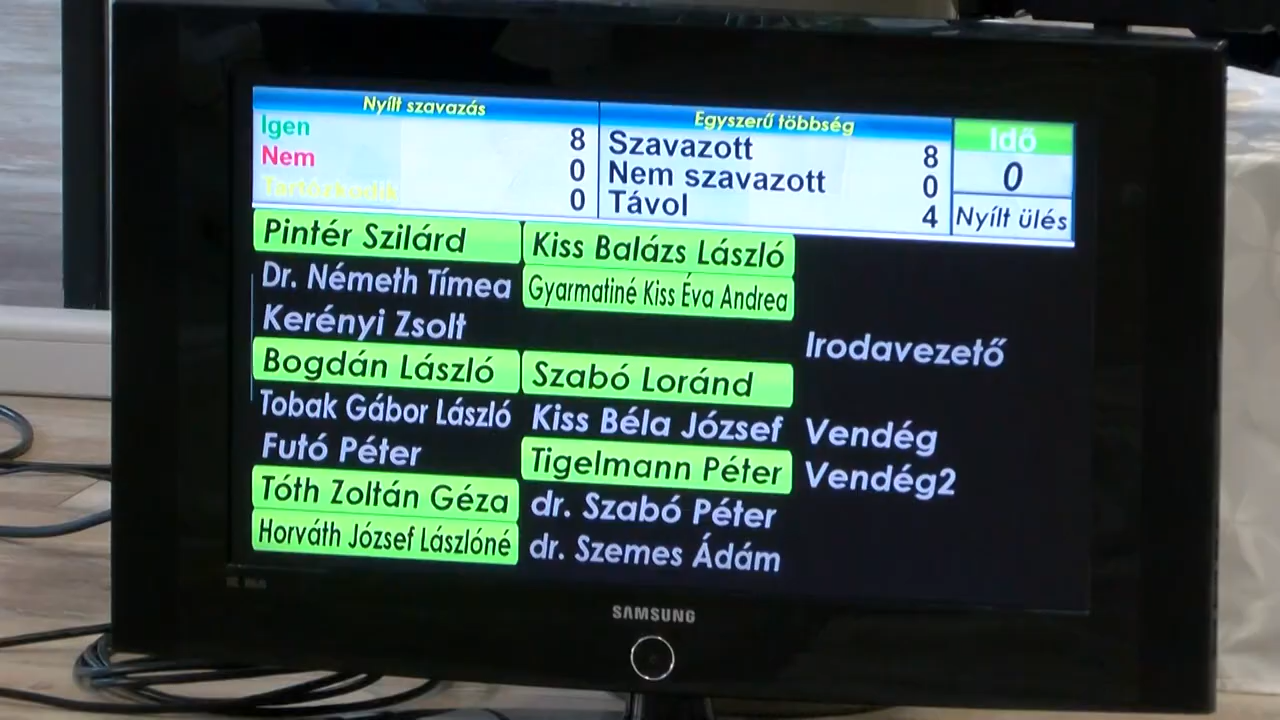 Nyílt szavazás
Egyszerű többség
Idő
Igen 8
Szavazott 8
Nem 0
Nem szavazott 0
0
Tartózkodik 0
Távol 4
Nyílt ülés
Pintér Szilárd
Kiss Balázs László
Dr. Németh Tímea
Gyarmatiné Kiss Éva Andrea
Kerényi Zsolt
Irodavezető
Bogdán László
Szabó Loránd
Tobak Gábor László
Kiss Béla József
Vendég
Futó Péter
Tigelmann Péter
Vendég2
Tóth Zoltán Géza
dr. Szabó Péter
Horváth József Lászlóné
dr. Szemes Ádám
SAMSUNG